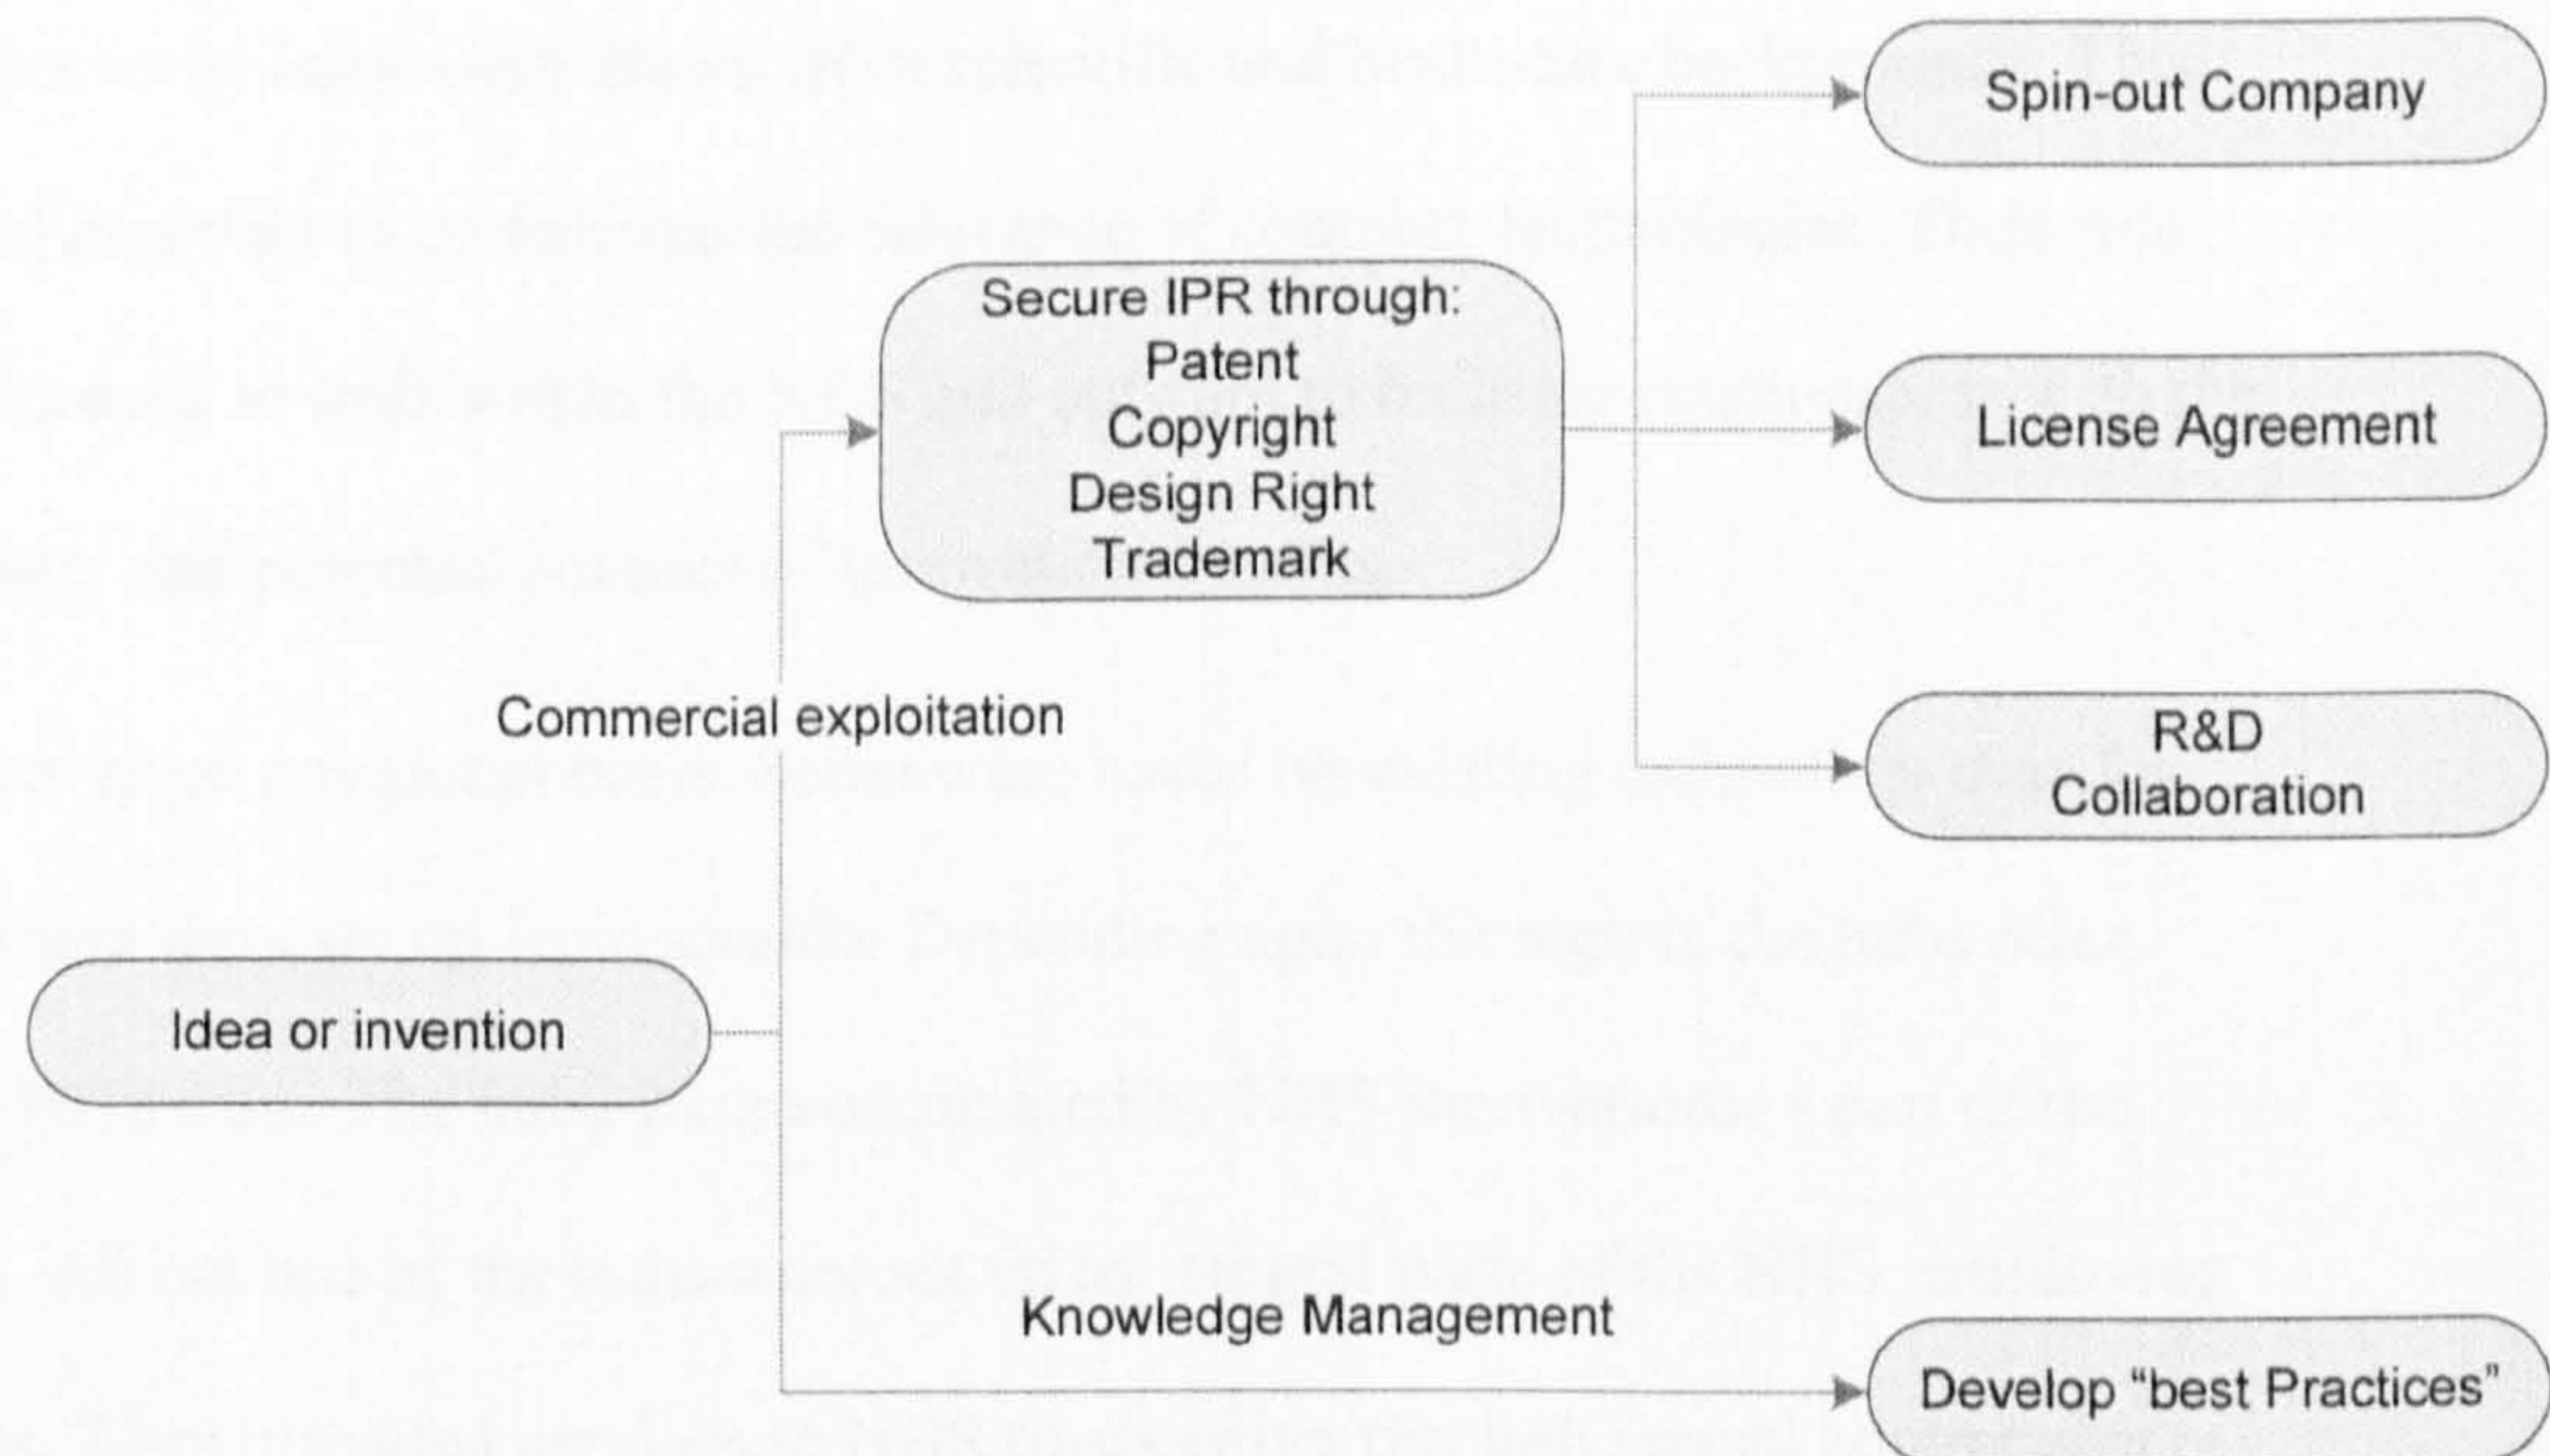 Spin-out Company
Secure IPR through:
Patent
Copyright
Design Right
Trademark
License Agreement
Commercial exploitation
R&D
Collaboration
Idea or invention
Knowledge Management
Develop “best Practices”